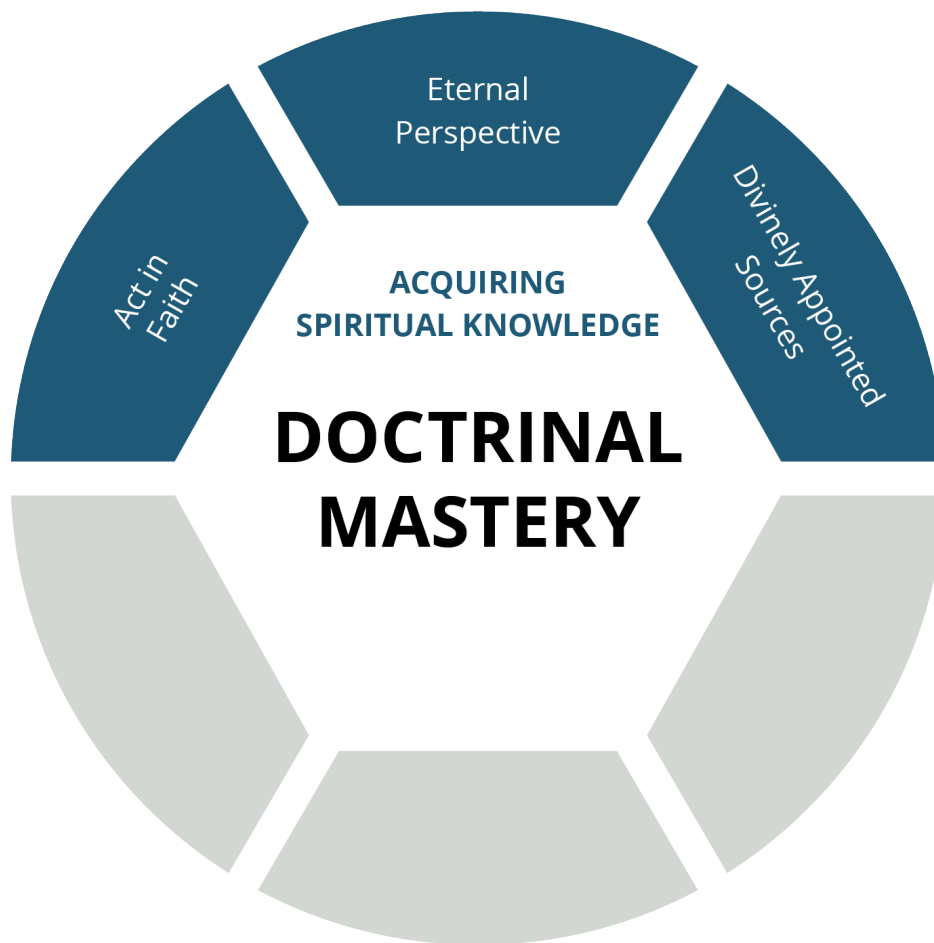 Eternal
Perspective
Act in
Faith
Divinely Appointed
Sources
ACQUIRING
SPIRITUAL KNOWLEDGE
DOCTRINAL
MASTERY